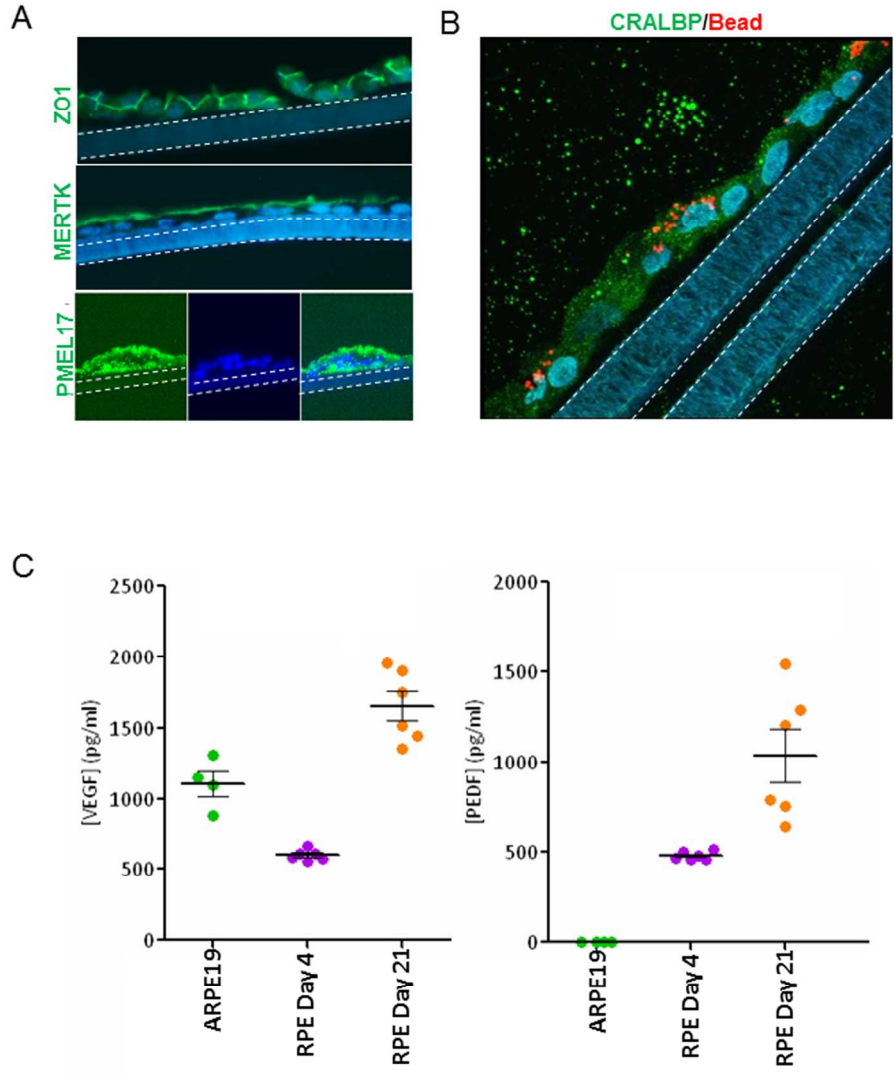 A
ZO1
MERTK
PMEL17
B
CRALBP/Bead
C
[VEGF] (pg/ml)
2500
2000
1500
1000
500
0
ARPE19
RPE Day 4
RPE Day 21
[PEDF] (pg/ml)
2000
1500
1000
500
0
ARPE19
RPE Day 4
RPE Day 21